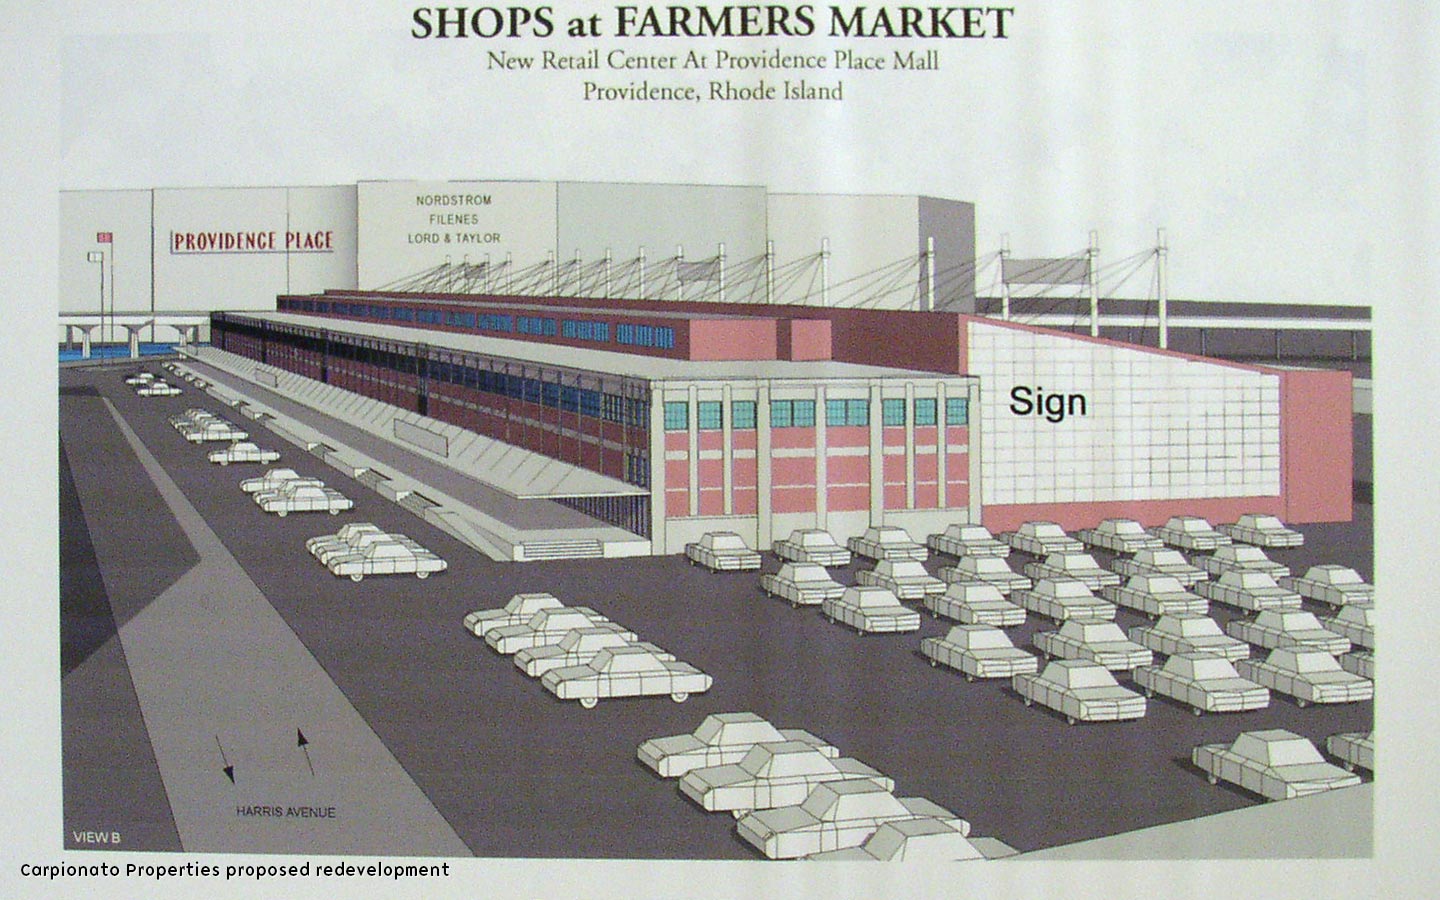 SHOPS at FARMERS MARKET
New Retail Center At Providence Place Mall
Providence, Rhode Island
NORDSTROM
FILENES
LORD & TAYLOR
PROVIDENCE PLACE
Sign
HARRIS AVENUE
VIEW B
Carpionato Properties proposed redevelopment